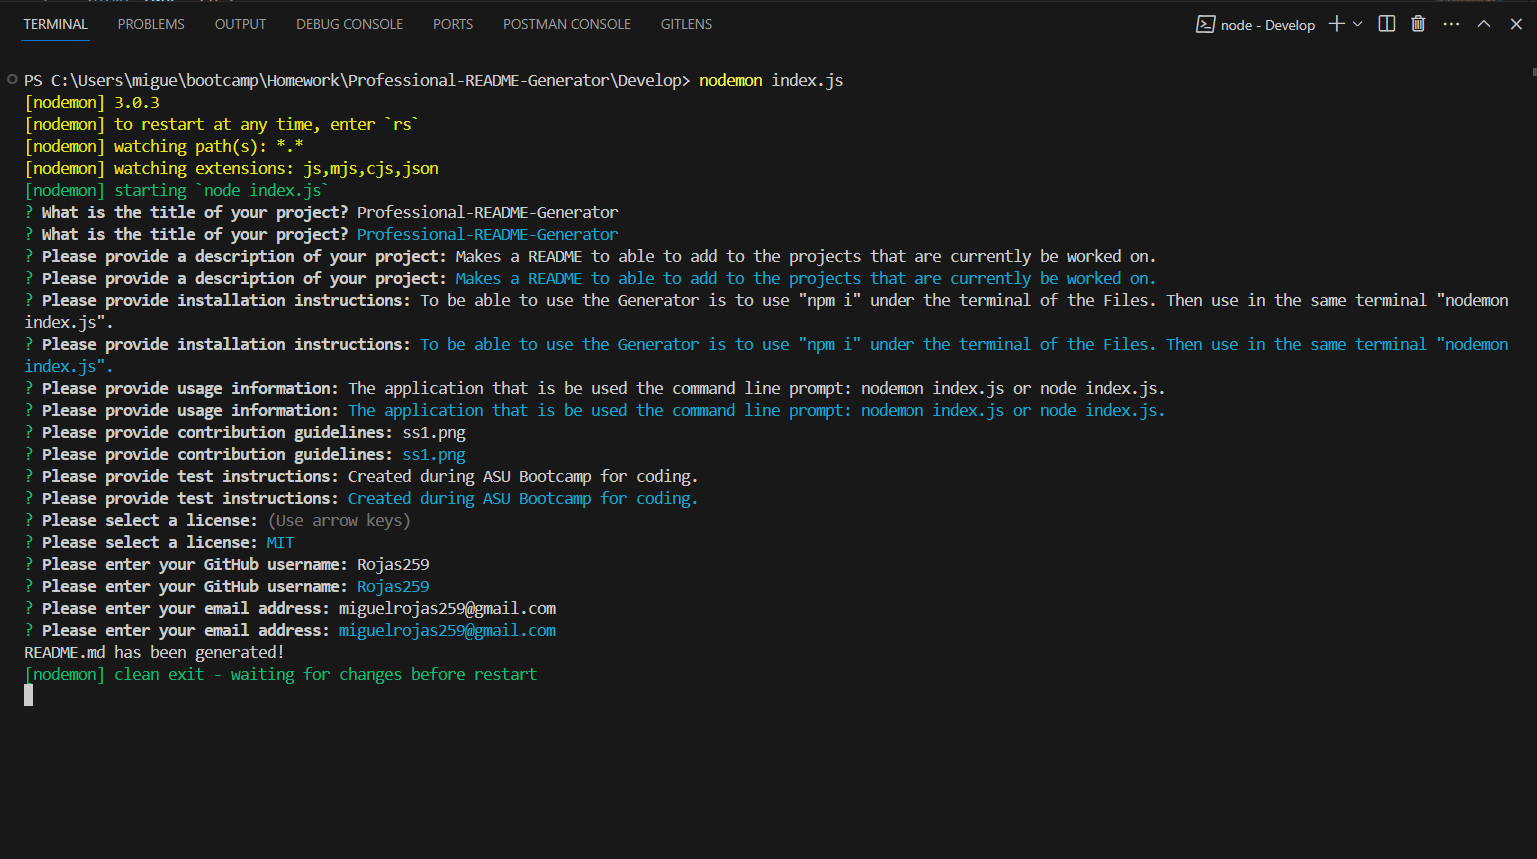 TERMINAL PROBLEMS OUTPUT DEBUG CONSOLE PORTS POSTMAN CONSOLE GITLENS node - Develop
PS C:\Users\migue\bootcamp\Homework\Professional-README-Generator\Develop> nodemon index.js
[nodemon] 3.0.3
[nodemon] to restart at any time, enter `rs`
[nodemon] watching path(s): *.*
[nodemon] watching extensions: js,mjs,cjs,json
[nodemon] starting `node index.js`
? What is the title of your project? Professional-README-Generator
? What is the title of your project? Professional-README-Generator
? Please provide a description of your project: Makes a README to able to add to the projects that are currently be worked on.
? Please provide a description of your project: Makes a README to able to add to the projects that are currently be worked on.
? Please provide installation instructions: To be able to use the Generator is to use "npm i" under the terminal of the Files. Then use in the same terminal "nodemon
index.js".
? Please provide installation instructions: To be able to use the Generator is to use "npm i" under the terminal of the Files. Then use in the same terminal "nodemon
index.js".
? Please provide usage information: The application that is be used the command line prompt: nodemon index.js or node index.js.
? Please provide usage information: The application that is be used the command line prompt: nodemon index.js or node index.js.
? Please provide contribution guidelines: ss1.png
? Please provide contribution guidelines: ss1.png
? Please provide test instructions: Created during ASU Bootcamp for coding.
? Please provide test instructions: Created during ASU Bootcamp for coding.
? Please select a license: (Use arrow keys)
? Please select a license: MIT
? Please enter your GitHub username: Rojas259
? Please enter your GitHub username: Rojas259
? Please enter your email address: miguelrojas259@gmail.com
? Please enter your email address: miguelrojas259@gmail.com
README.md has been generated!
[nodemon] clean exit - waiting for changes before restart